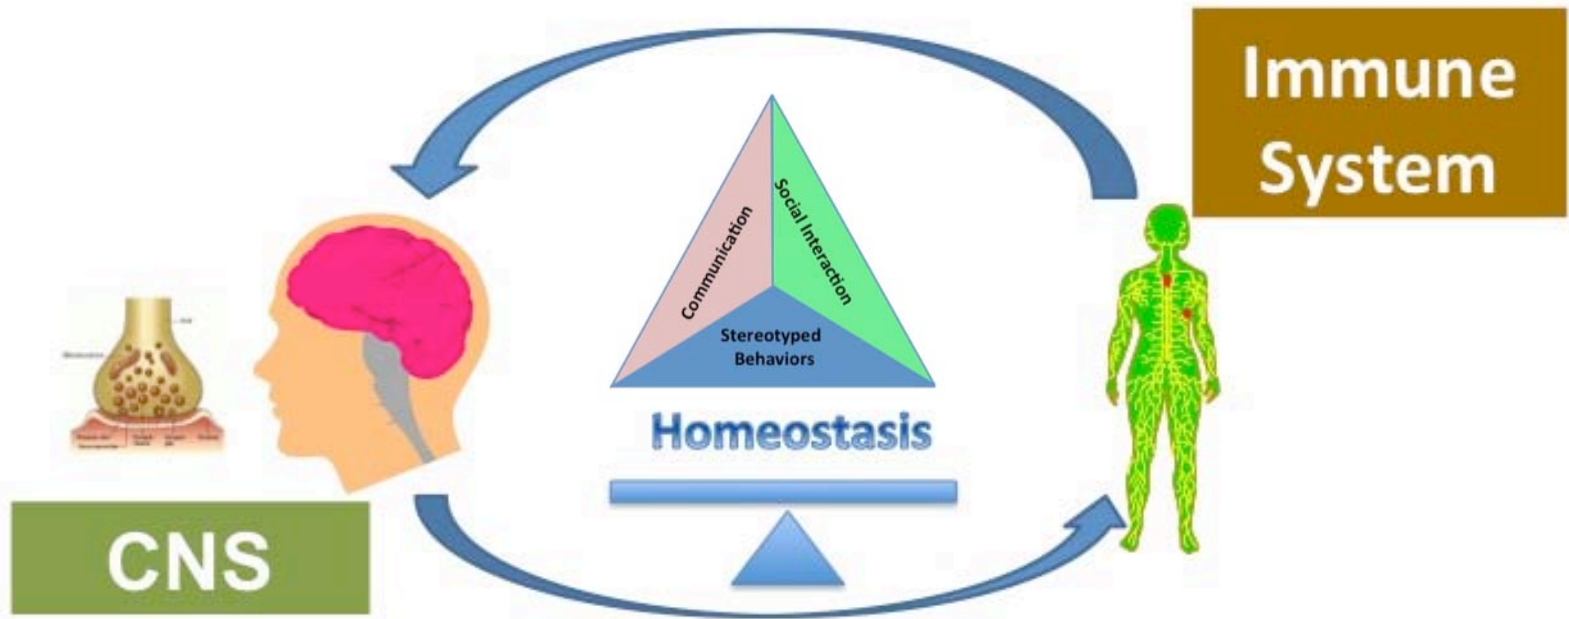 Immune
System
Communication
Social Interaction
Stereotyped
Behaviors
Homeostasis
CNS